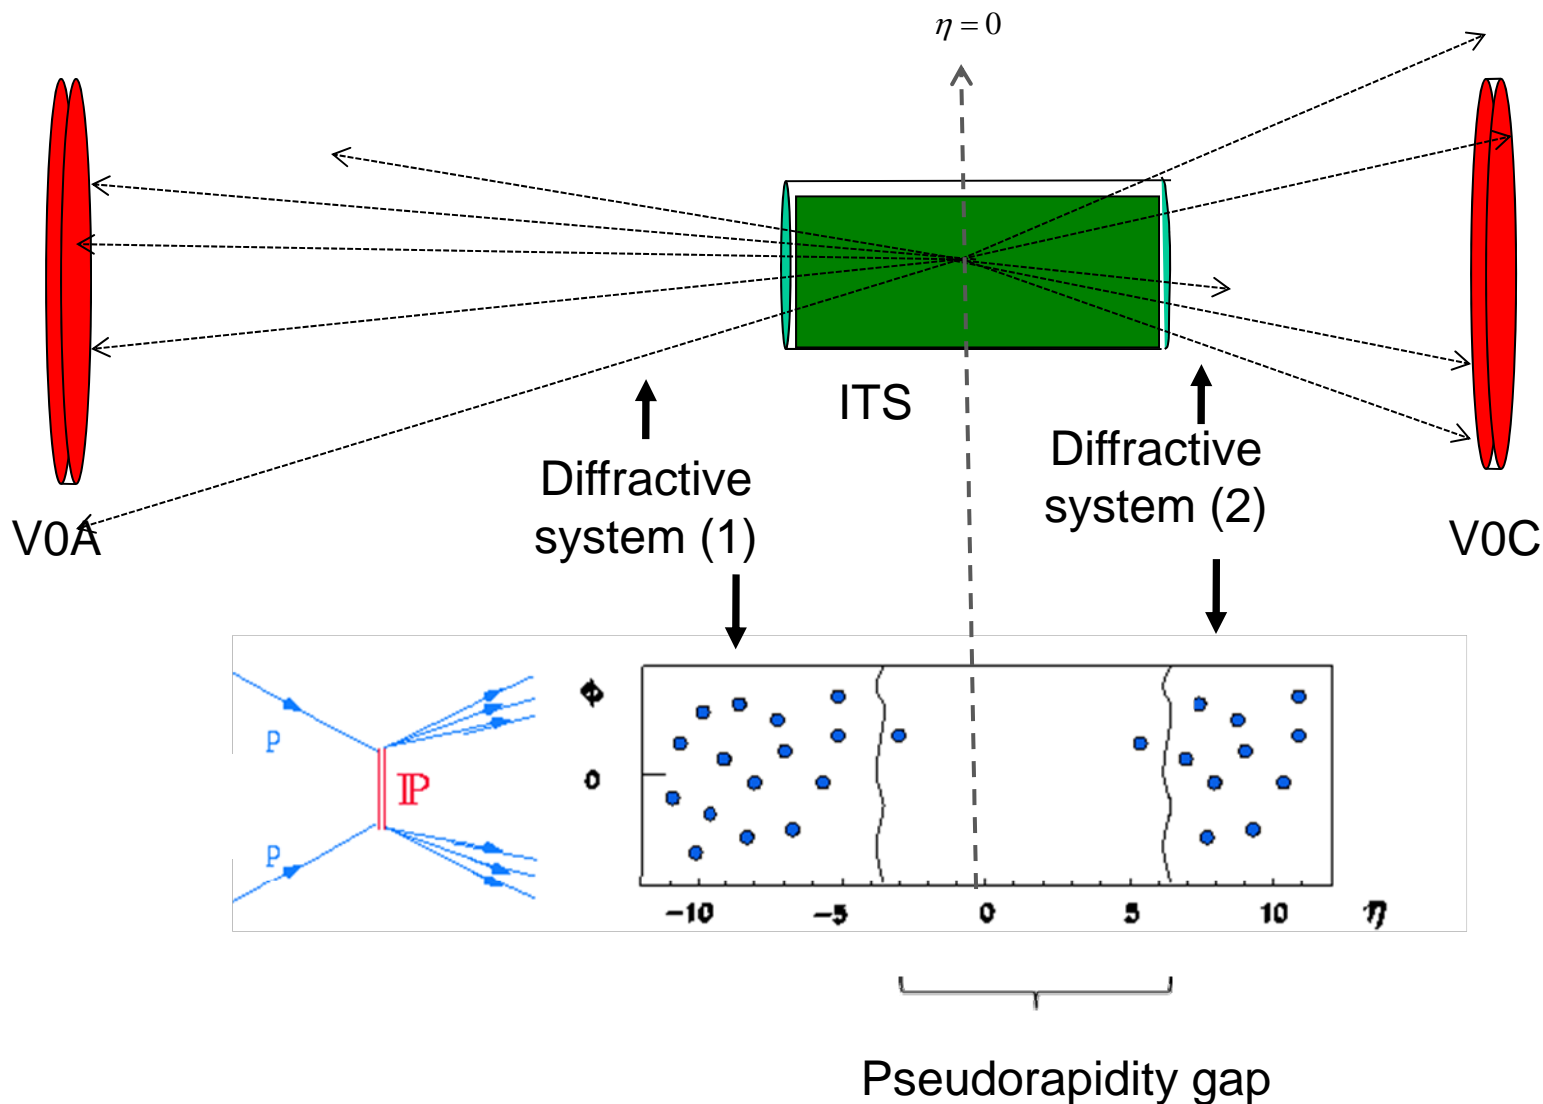 η = 0
ITS
Diffractive
system (1)
Diffractive
system (2)
V0A
V0C
P
IP
P
Φ
0
-10
-5
0
5
10
η
Pseudorapidity gap